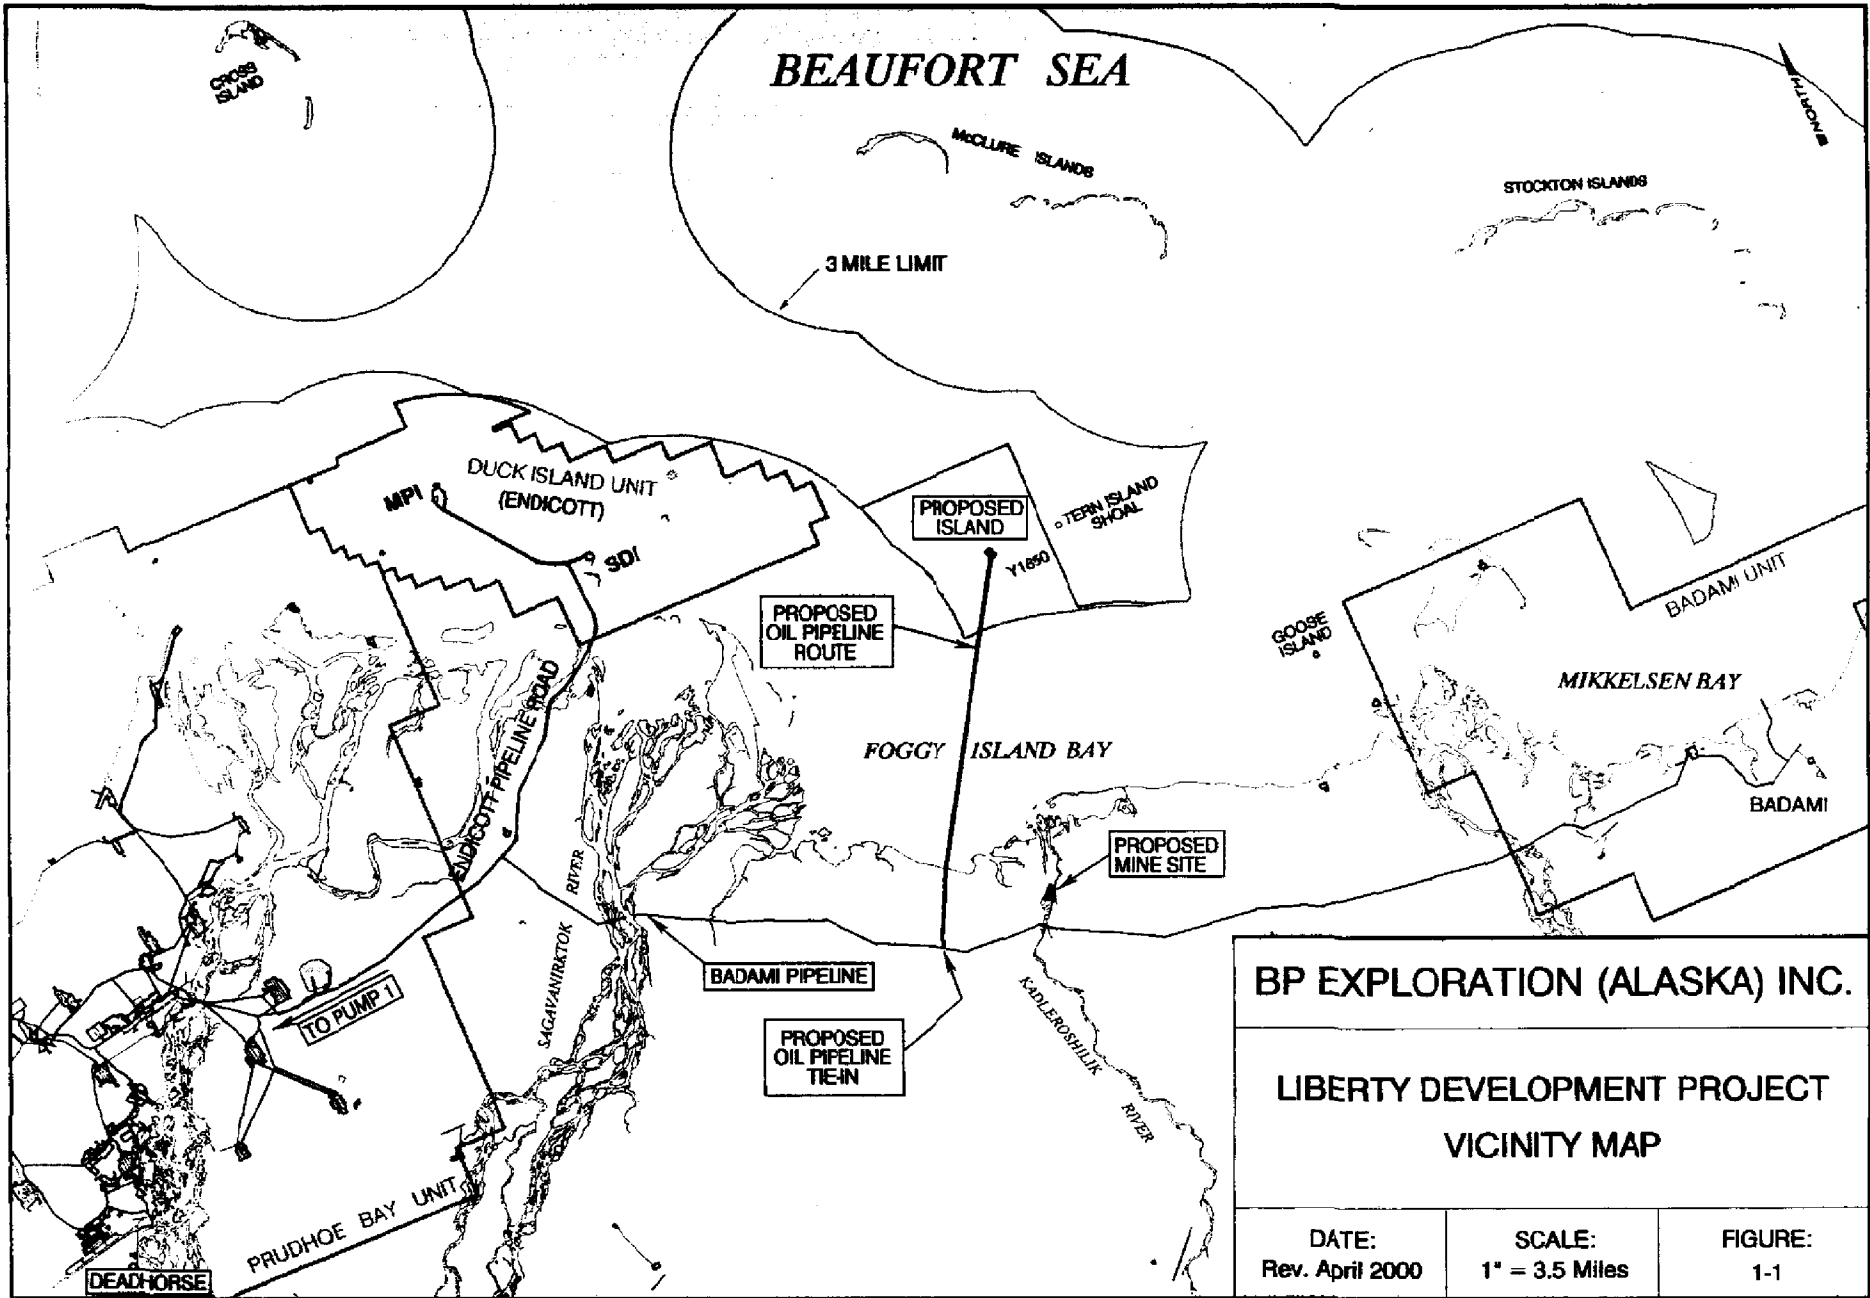 BEAUFORT SEA
CROSS
ISLAND
McCLURE ISLANDS
NORTH
STOCKTON ISLANDS
3 MILE LIMIT
DUCK ISLAND UNIT
(ENDICOTT)
MPI
SDI
PROPOSED
ISLAND
TERN ISLAND
SHOAL
Y1650
PROPOSED
OIL PIPELINE
ROUTE
GOOSE
ISLAND
BADAMI UNIT
MIKKELSEN BAY
ENDICOTT PIPELINE ROAD
FOGGY ISLAND BAY
BADAMI
PROPOSED
MINE SITE
SAGAVANIRKTOK RIVER
BADAMI PIPELINE
TO PUMP 1
PROPOSED
OIL PIPELINE
TIE-IN
KADLEROSHILIK RIVER
PRUDHOE BAY UNIT
DEADHORSE
BP EXPLORATION (ALASKA) INC.
LIBERTY DEVELOPMENT PROJECT
VICINITY MAP
DATE:
Rev. April 2000
SCALE:
1" = 3.5 Miles
FIGURE:
1-1